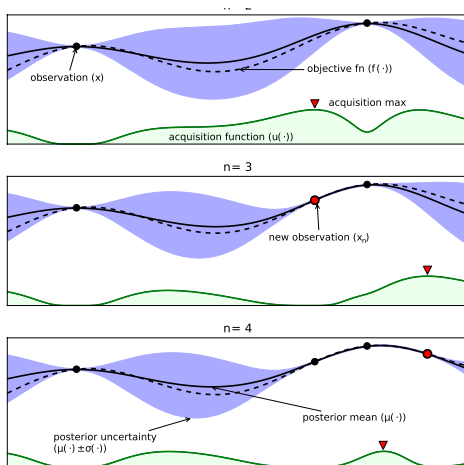 observation (x)
objective fn (f(·))
acquisition max
acquisition function (u(·))
n= 3
new observation (xₙ)
n= 4
posterior mean (μ(·))
posterior uncertainty
(μ(·)±σ(·))